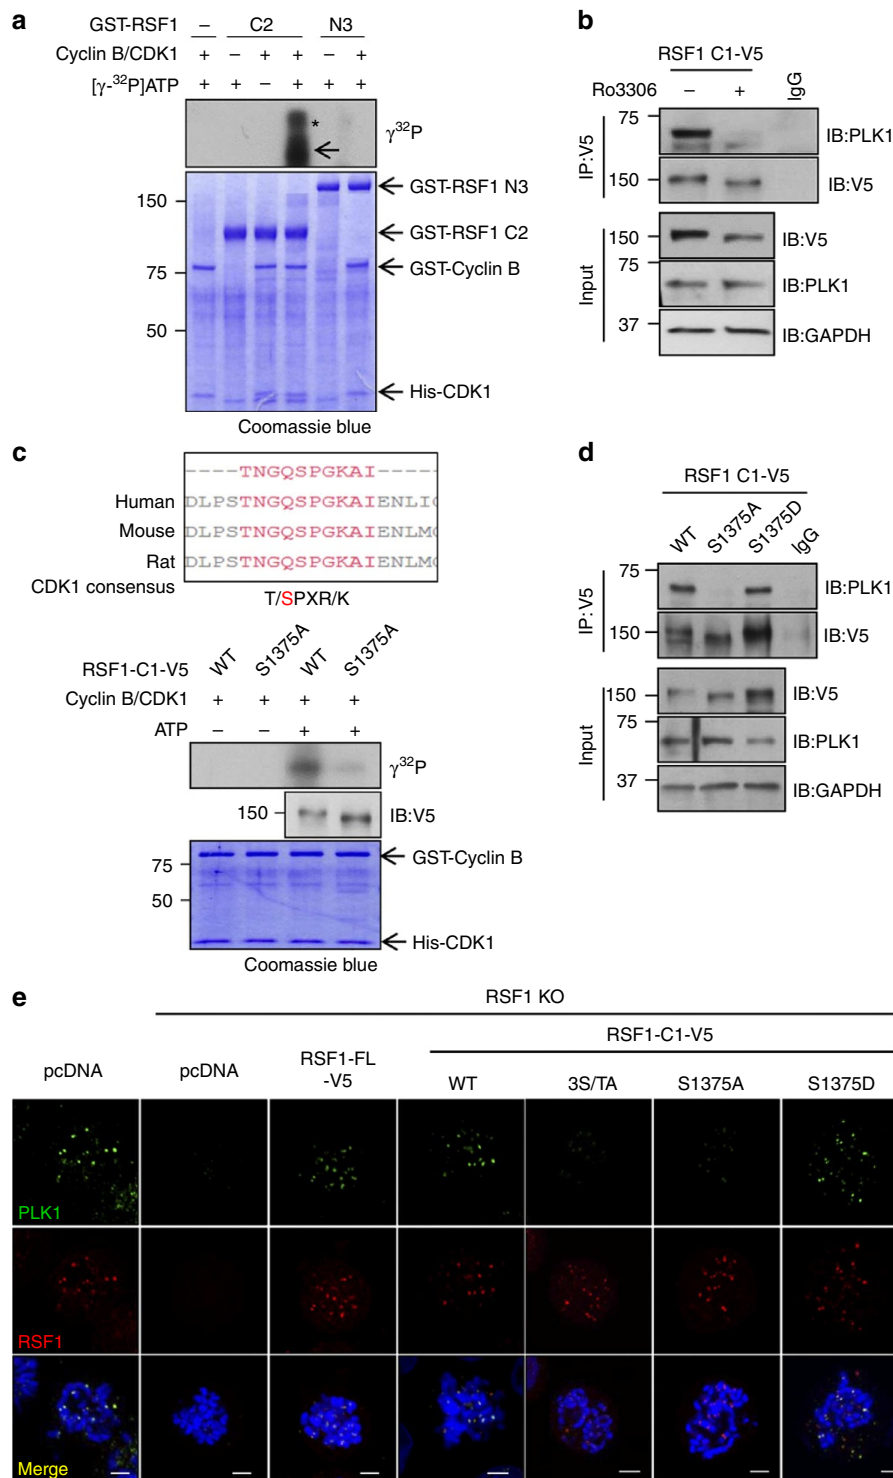 a
GST-RSF1 – C2 N3
Cyclin B/CDK1 + – + + – +
[γ-32P]ATP + + – + + +
*
γ32P
150
75
50
GST-RSF1 N3
GST-RSF1 C2
GST-Cyclin B
His-CDK1
Coomassie blue
b
RSF1 C1-V5
Ro3306 – + IgG
IP:V5
75
IB:PLK1
150
IB:V5
Input
150
IB:V5
75
IB:PLK1
37
IB:GAPDH
c
----TNGQSPGKAI-----
Human DLPSTNGQSPGKAIENLI
Mouse DLPSTNGQSPGKAIENLM
Rat DLPSTNGQSPGKAIENLM
CDK1 consensus
T/SPXR/K
RSF1-C1-V5 WT S1375A WT S1375A
Cyclin B/CDK1 + + + +
ATP – – + +
γ32P
150
IB:V5
75
50
GST-Cyclin B
His-CDK1
Coomassie blue
d
RSF1 C1-V5
WT S1375A S1375D IgG
IP:V5
75
IB:PLK1
150
IB:V5
Input
150
IB:V5
75
IB:PLK1
37
IB:GAPDH
e
RSF1 KO
RSF1-C1-V5
pcDNA pcDNA RSF1-FL
-V5
WT 3S/TA S1375A S1375D
PLK1
RSF1
Merge